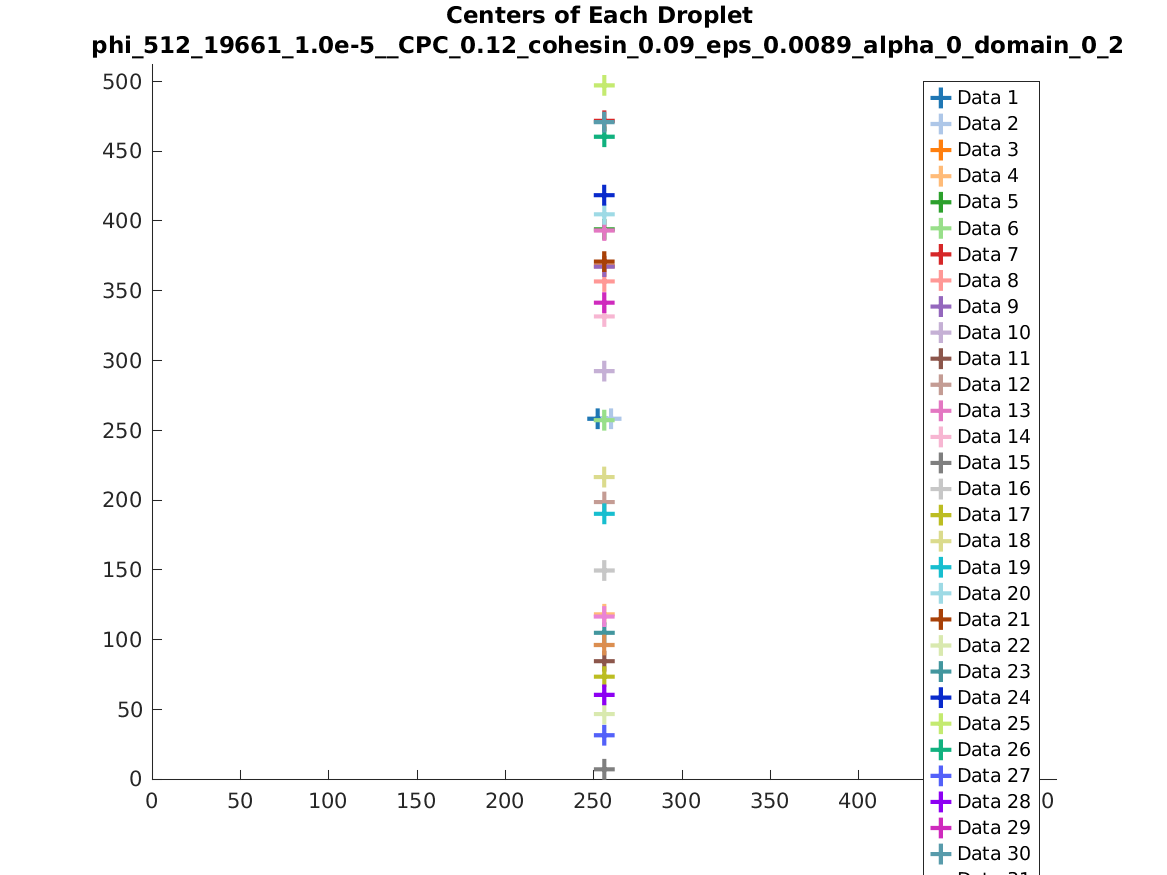 Centers of Each Droplet
phi_512_19661_1.0e-5__CPC_0.12_cohesin_0.09_eps_0.0089_alpha_0_domain_0_2
500
450
400
350
300
250
200
150
100
50
0
0 50 100 150 200 250 300 350 400 0
Data 1
Data 2
Data 3
Data 4
Data 5
Data 6
Data 7
Data 8
Data 9
Data 10
Data 11
Data 12
Data 13
Data 14
Data 15
Data 16
Data 17
Data 18
Data 19
Data 20
Data 21
Data 22
Data 23
Data 24
Data 25
Data 26
Data 27
Data 28
Data 29
Data 30